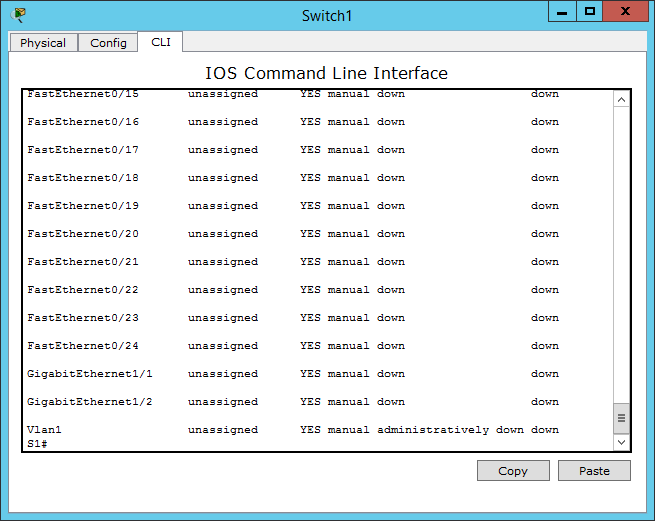 Switch1
Physical Config CLI
IOS Command Line Interface
FastEthernet0/15 unassigned YES manual down down
FastEthernet0/16 unassigned YES manual down down
FastEthernet0/17 unassigned YES manual down down
FastEthernet0/18 unassigned YES manual down down
FastEthernet0/19 unassigned YES manual down down
FastEthernet0/20 unassigned YES manual down down
FastEthernet0/21 unassigned YES manual down down
FastEthernet0/22 unassigned YES manual down down
FastEthernet0/23 unassigned YES manual down down
FastEthernet0/24 unassigned YES manual down down
GigabitEthernet1/1 unassigned YES manual down down
GigabitEthernet1/2 unassigned YES manual down down
Vlan1 unassigned YES manual administratively down down
S1#
Copy Paste